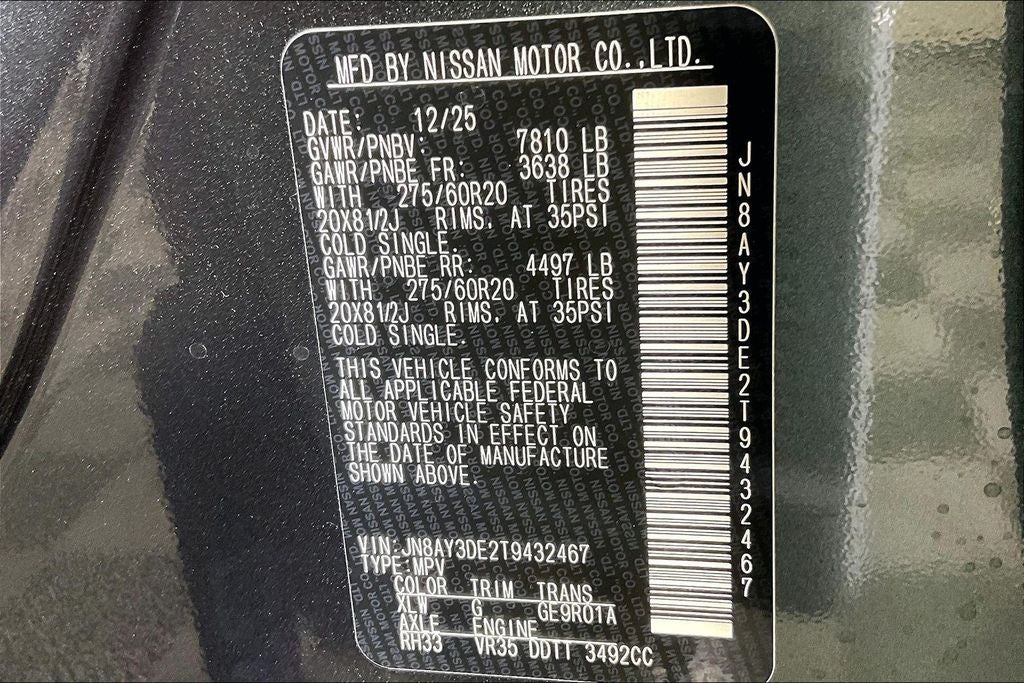 MFD BY NISSAN MOTOR CO.,LTD.
DATE: 12/25
GVWR/PNBV: 7810 LB
GAWR/PNBE FR: 3638 LB
WITH 275/60R20 TIRES
20X81/2J RIMS. AT 35PSI
COLD SINGLE.
GAWR/PNBE RR: 4497 LB
WITH 275/60R20 TIRES
20X81/2J RIMS. AT 35PSI
COLD SINGLE.
THIS VEHICLE CONFORMS TO
ALL APPLICABLE FEDERAL
MOTOR VEHICLE SAFETY
STANDARDS IN EFFECT ON
THE DATE OF MANUFACTURE
SHOWN ABOVE.
VIN:JN8AY3DE2T9432467
TYPE:MPV
COLOR TRIM TRANS
XLW G GE9R01A
AXLE ENGINE
RH33 VR35 DDTT 3492CC
JN8AY3DE2T9432467